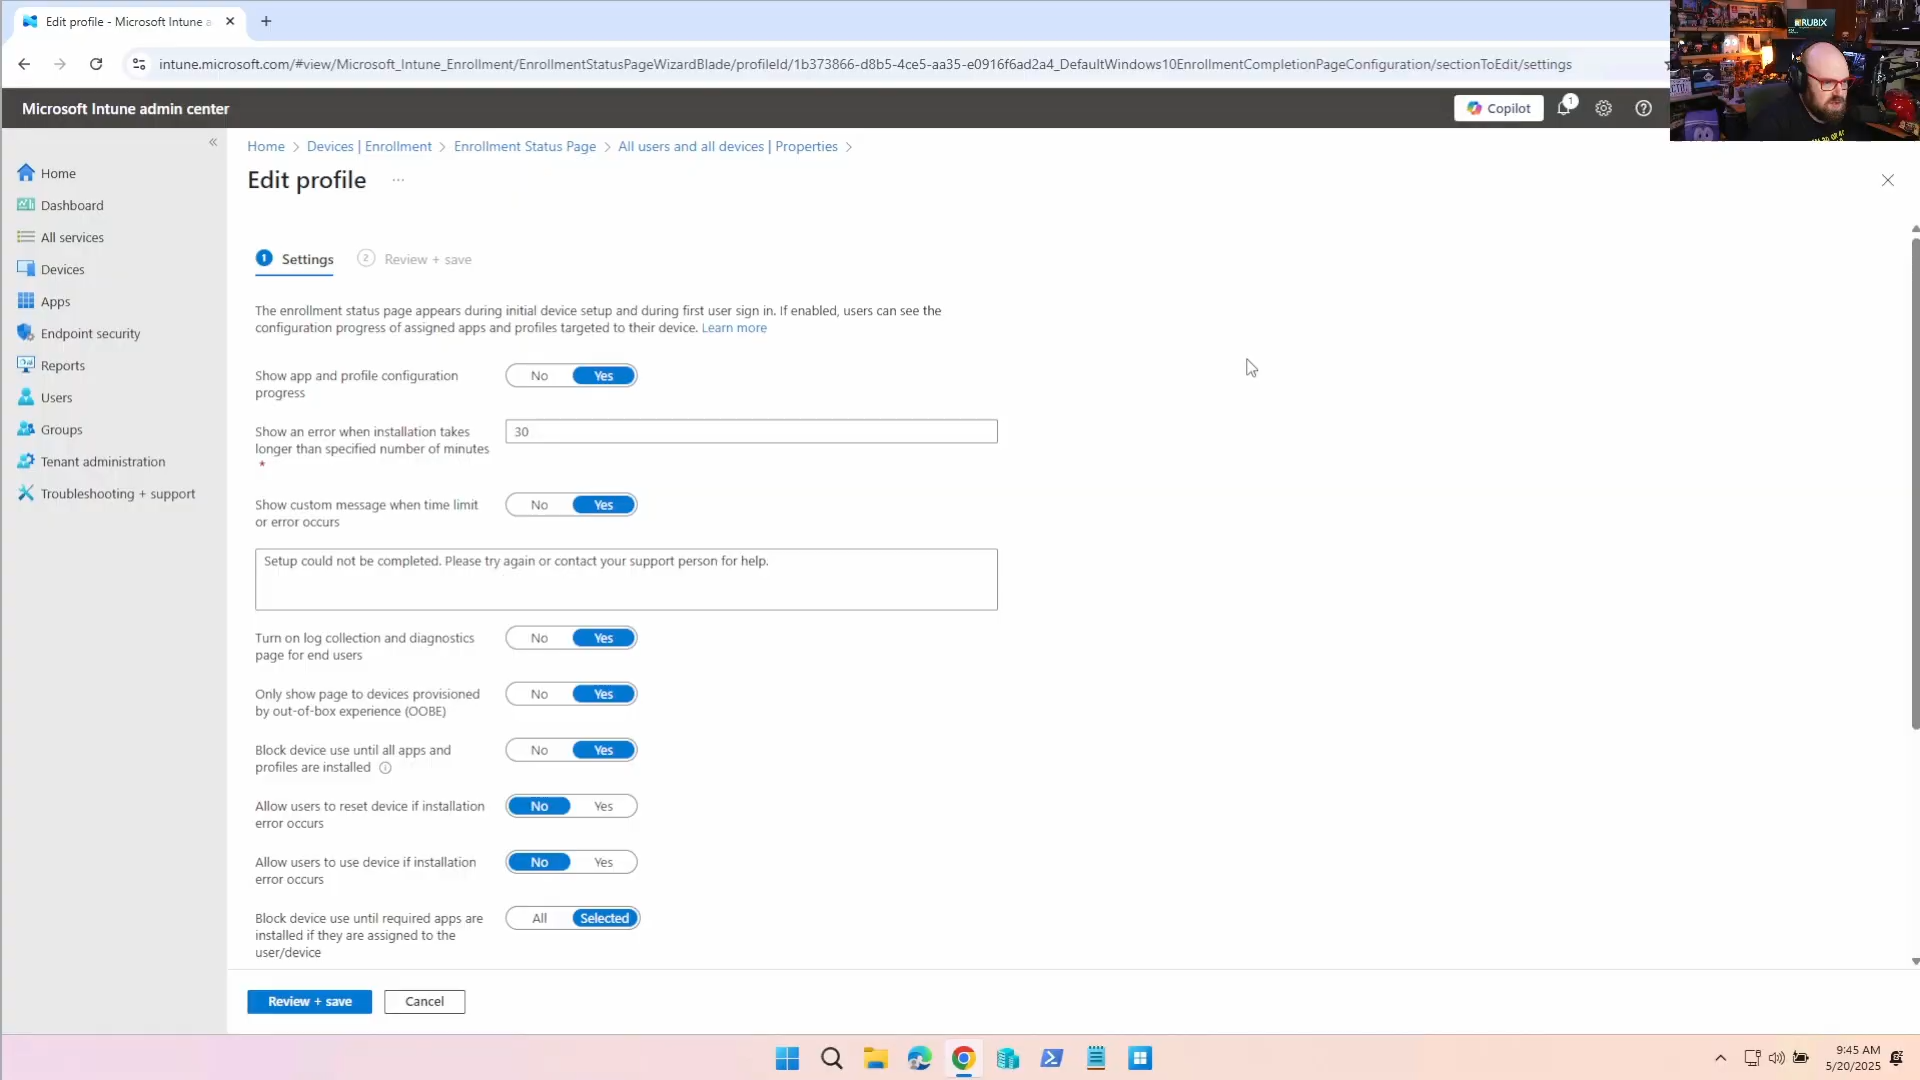 Edit profile - Microsoft Intune a
intune.microsoft.com/#view/Microsoft_Intune_Enrollment/EnrollmentStatusPageWizardBlade/profileId/1b373866-d8b5-4ce5-aa35-e0916f6ad2a4_DefaultWindows10EnrollmentCompletionPageConfiguration/sectionToEdit/settings
RUBIX
Microsoft Intune admin center
Copilot
1
Home > Devices | Enrollment > Enrollment Status Page > All users and all devices | Properties >
Edit profile
...
Home
Dashboard
All services
Devices
Apps
Endpoint security
Reports
Users
Groups
Tenant administration
Troubleshooting + support
1 Settings 2 Review + save
The enrollment status page appears during initial device setup and during first user sign in. If enabled, users can see the
configuration progress of assigned apps and profiles targeted to their device. Learn more
Show app and profile configuration
progress
No Yes
Show an error when installation takes
longer than specified number of minutes
*
30
Show custom message when time limit
or error occurs
No Yes
Setup could not be completed. Please try again or contact your support person for help.
Turn on log collection and diagnostics
page for end users
No Yes
Only show page to devices provisioned
by out-of-box experience (OOBE)
No Yes
Block device use until all apps and
profiles are installed
No Yes
Allow users to reset device if installation
error occurs
No Yes
Allow users to use device if installation
error occurs
No Yes
Block device use until required apps are
installed if they are assigned to the
user/device
All Selected
Review + save
Cancel
9:45 AM
5/20/2025